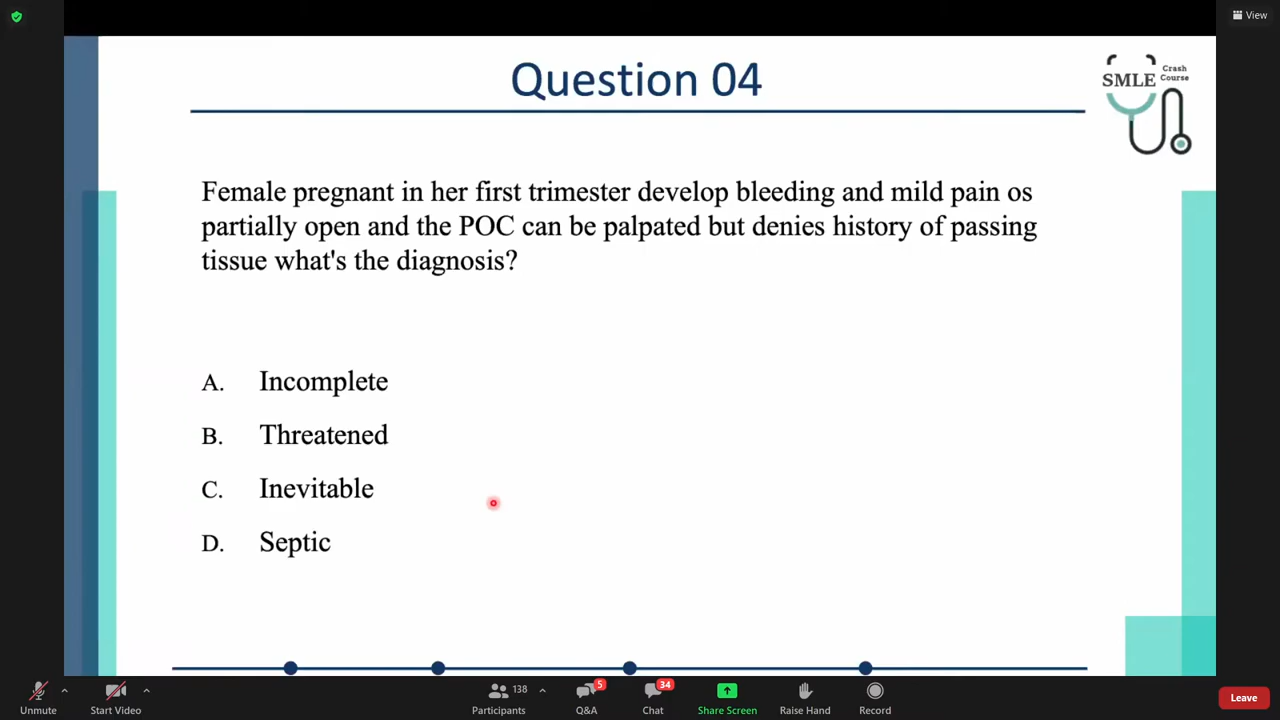 View
Question 04
SMLE Crash Course
Female pregnant in her first trimester develop bleeding and mild pain os
partially open and the POC can be palpated but denies history of passing
tissue what's the diagnosis?
A. Incomplete
B. Threatened
C. Inevitable
D. Septic
Unmute
Start Video
138
Participants
5
Q&A
34
Chat
Share Screen
Raise Hand
Record
Leave